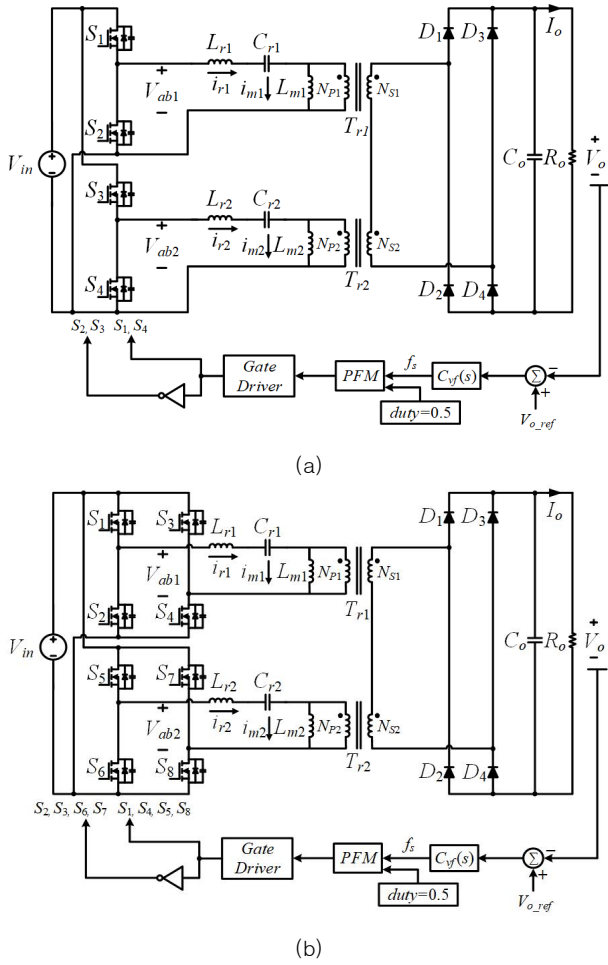 S1
Lr1
Cr1
D1
D3
Io
+
Vab1
−
ir1
im1
Lm1
NP1
NS1
Tr1
S2
Vin
+
−
S3
Lr2
Cr2
Co
Ro
+
Vo
−
+
Vab2
−
ir2
im2
Lm2
NP2
NS2
Tr2
S4
D2
D4
S2, S3
S1, S4
Gate
Driver
PFM
fs
Cvf(s)
Σ
−
+
duty=0.5
Vo_ref
(a)
S1
S3
Lr1
Cr1
D1
D3
Io
+
Vab1
−
ir1
im1
Lm1
NP1
NS1
Tr1
S2
S4
Vin
+
−
S5
S7
Lr2
Cr2
Co
Ro
+
Vo
−
+
Vab2
−
ir2
im2
Lm2
NP2
NS2
Tr2
S6
S8
D2
D4
S2, S3, S6, S7
S1, S4, S5, S8
Gate
Driver
PFM
fs
Cvf(s)
Σ
−
+
duty=0.5
Vo_ref
(b)